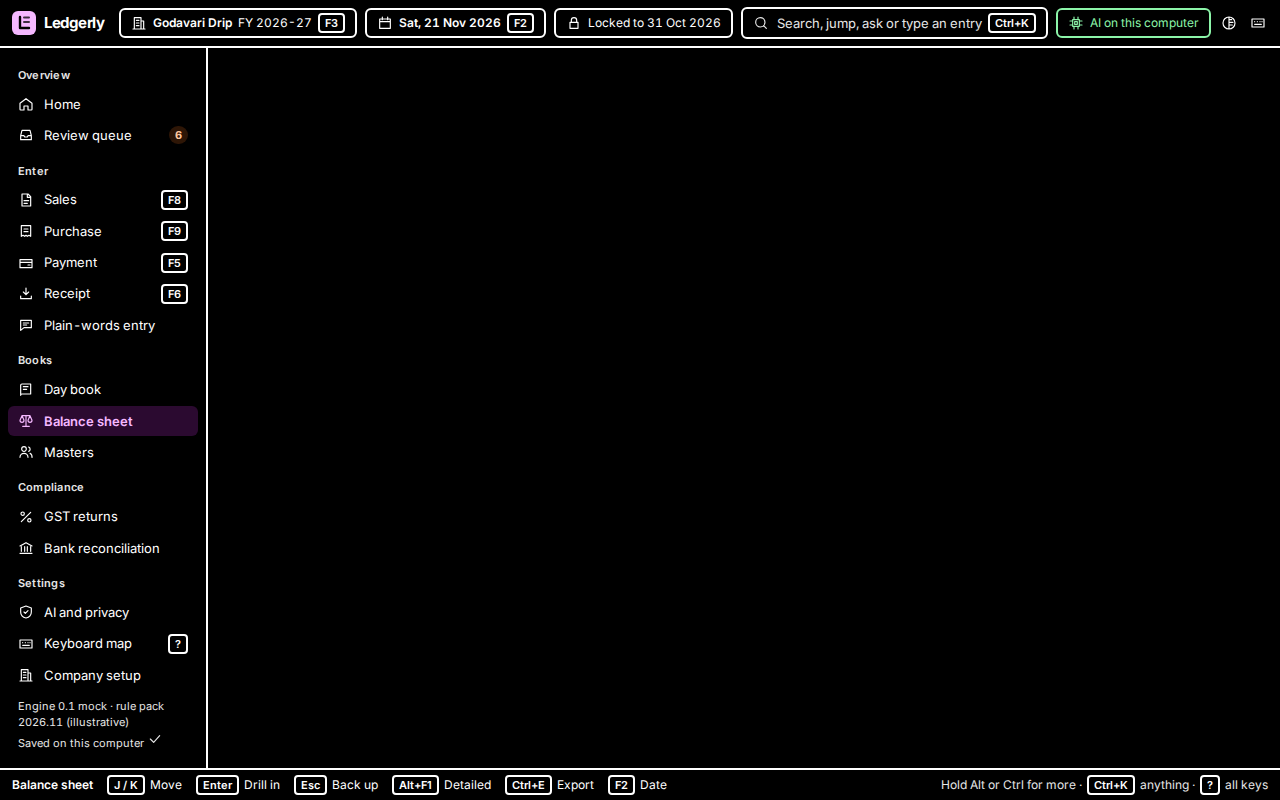 Ledgerly
Godavari Drip FY 2026-27 F3
Sat, 21 Nov 2026 F2
Locked to 31 Oct 2026
Search, jump, ask or type an entry Ctrl+K
AI on this computer
Overview
Home
Review queue 6
Enter
Sales F8
Purchase F9
Payment F5
Receipt F6
Plain-words entry
Books
Day book
Balance sheet
Masters
Compliance
GST returns
Bank reconciliation
Settings
AI and privacy
Keyboard map ?
Company setup
Engine 0.1 mock · rule pack
2026.11 (illustrative)
Saved on this computer
Balance sheet J / K Move Enter Drill in Esc Back up Alt+F1 Detailed Ctrl+E Export F2 Date Hold Alt or Ctrl for more · Ctrl+K anything · ? all keys